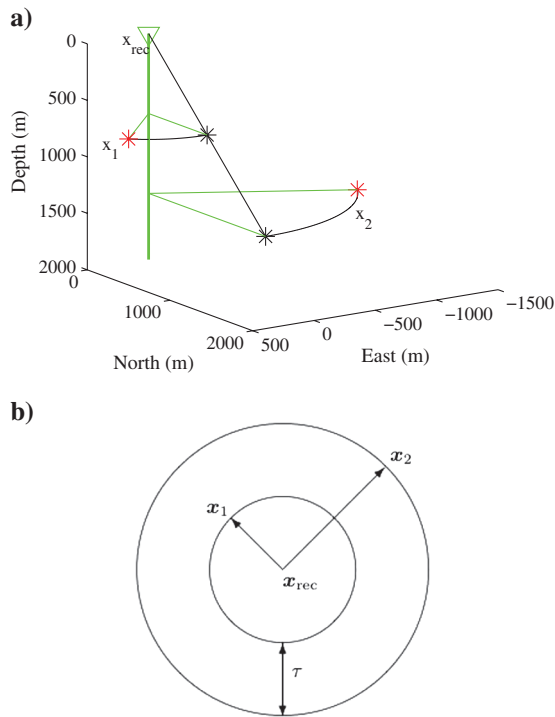 a)
x_rec
0
500
1000
1500
2000
Depth (m)
x_1
x_2
0
1000
2000
North (m)
500
0
−500
−1000
−1500
East (m)
b)
x_2
x_1
x_rec
τ